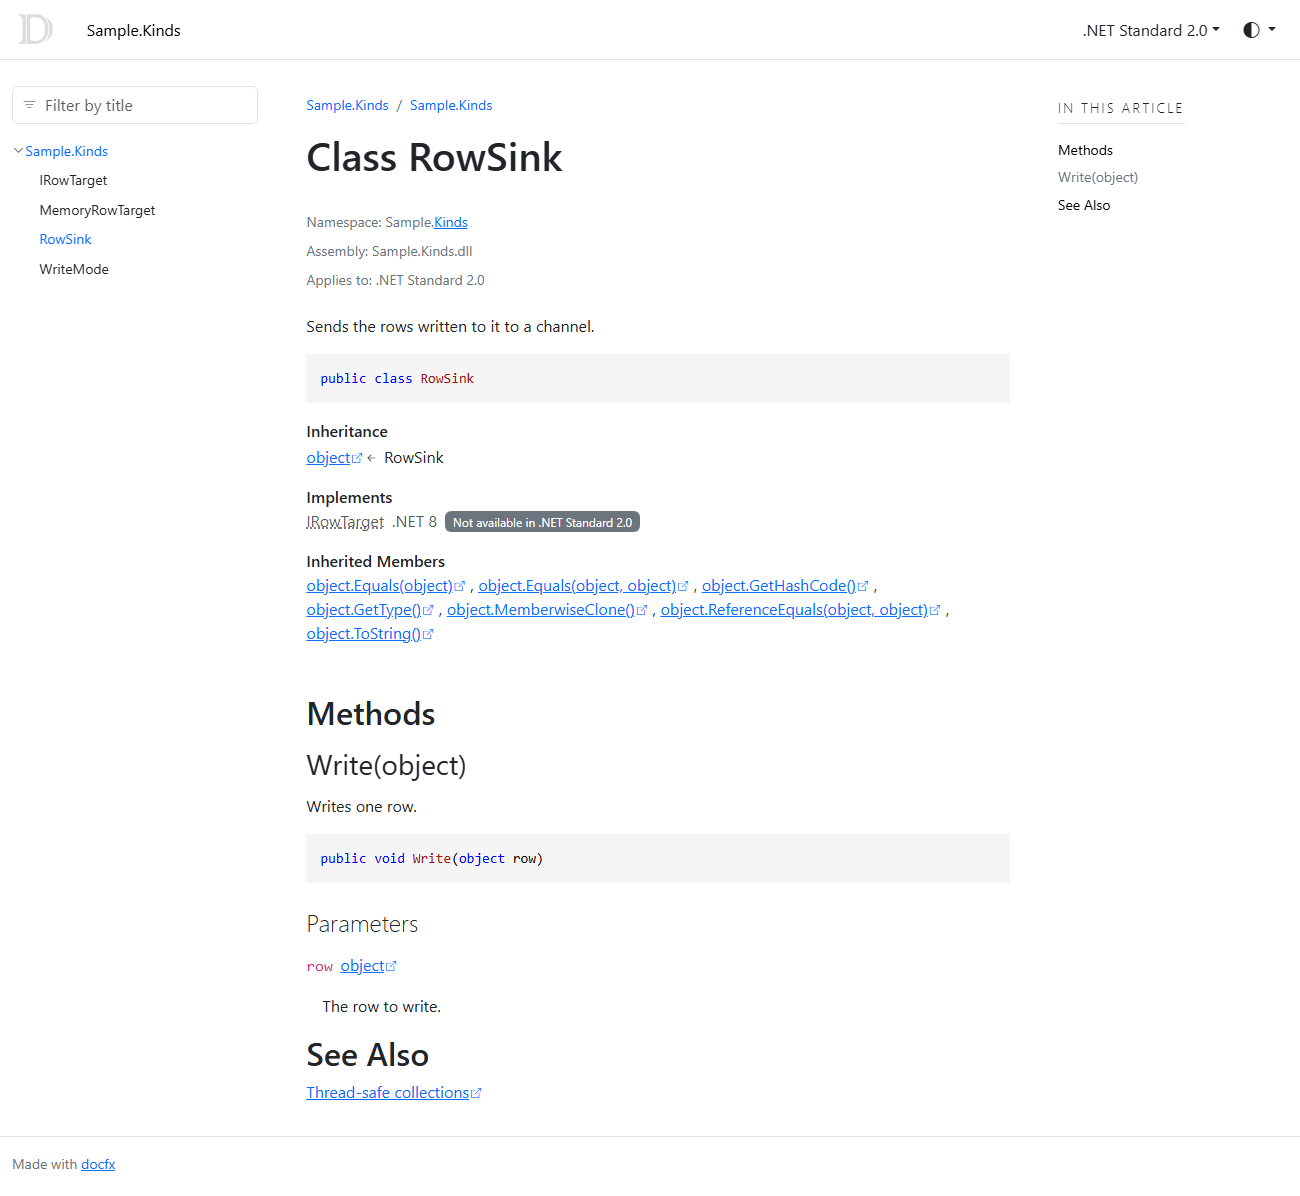 Sample.Kinds
.NET Standard 2.0
Filter by title
Sample.Kinds
IRowTarget
MemoryRowTarget
RowSink
WriteMode
Sample.Kinds / Sample.Kinds
Class RowSink
Namespace: Sample.Kinds
Assembly: Sample.Kinds.dll
Applies to: .NET Standard 2.0
Sends the rows written to it to a channel.
public class RowSink
Inheritance
object ← RowSink
Implements
IRowTarget .NET 8 Not available in .NET Standard 2.0
Inherited Members
object.Equals(object) , object.Equals(object, object) , object.GetHashCode() ,
object.GetType() , object.MemberwiseClone() , object.ReferenceEquals(object, object) ,
object.ToString()
Methods
Write(object)
Writes one row.
public void Write(object row)
Parameters
row object
The row to write.
See Also
Thread-safe collections
IN THIS ARTICLE
Methods
Write(object)
See Also
Made with docfx